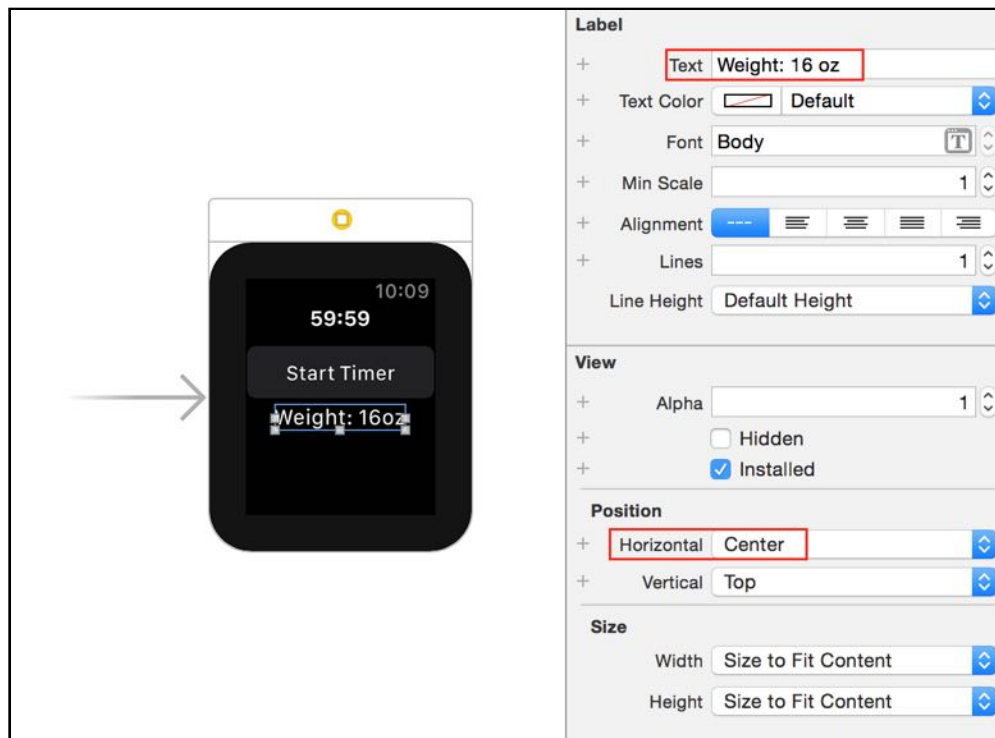 10:09
59:59
Start Timer
Weight: 16oz
Label
+ Text Weight: 16 oz
+ Text Color Default
+ Font Body T
+ Min Scale 1
+ Alignment ---
+ Lines 1
Line Height Default Height
View
+ Alpha 1
+ Hidden
+ Installed
Position
+ Horizontal Center
+ Vertical Top
Size
Width Size to Fit Content
Height Size to Fit Content